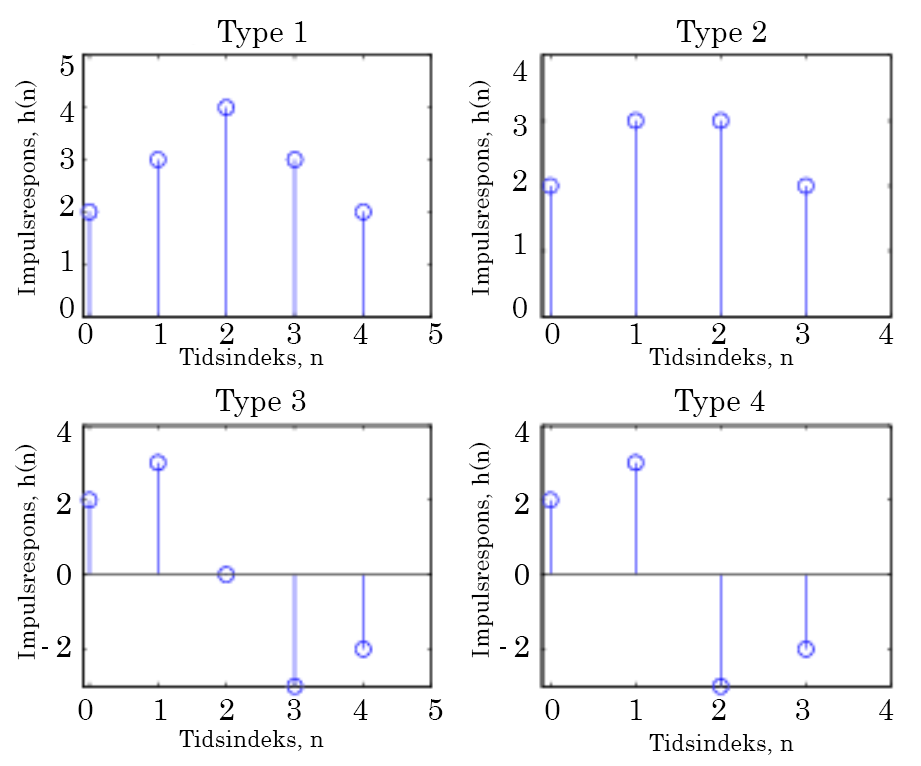 Type 1
Impulsrespons, h(n)
5
4
3
2
1
0
0 1 2 3 4 5
Tidsindeks, n
Type 2
Impulsrespons, h(n)
4
3
2
1
0
0 1 2 3 4
Tidsindeks, n
Type 3
Impulsrespons, h(n)
4
2
0
- 2
0 1 2 3 4 5
Tidsindeks, n
Type 4
Impulsrespons, h(n)
4
2
0
- 2
0 1 2 3 4
Tidsindeks, n